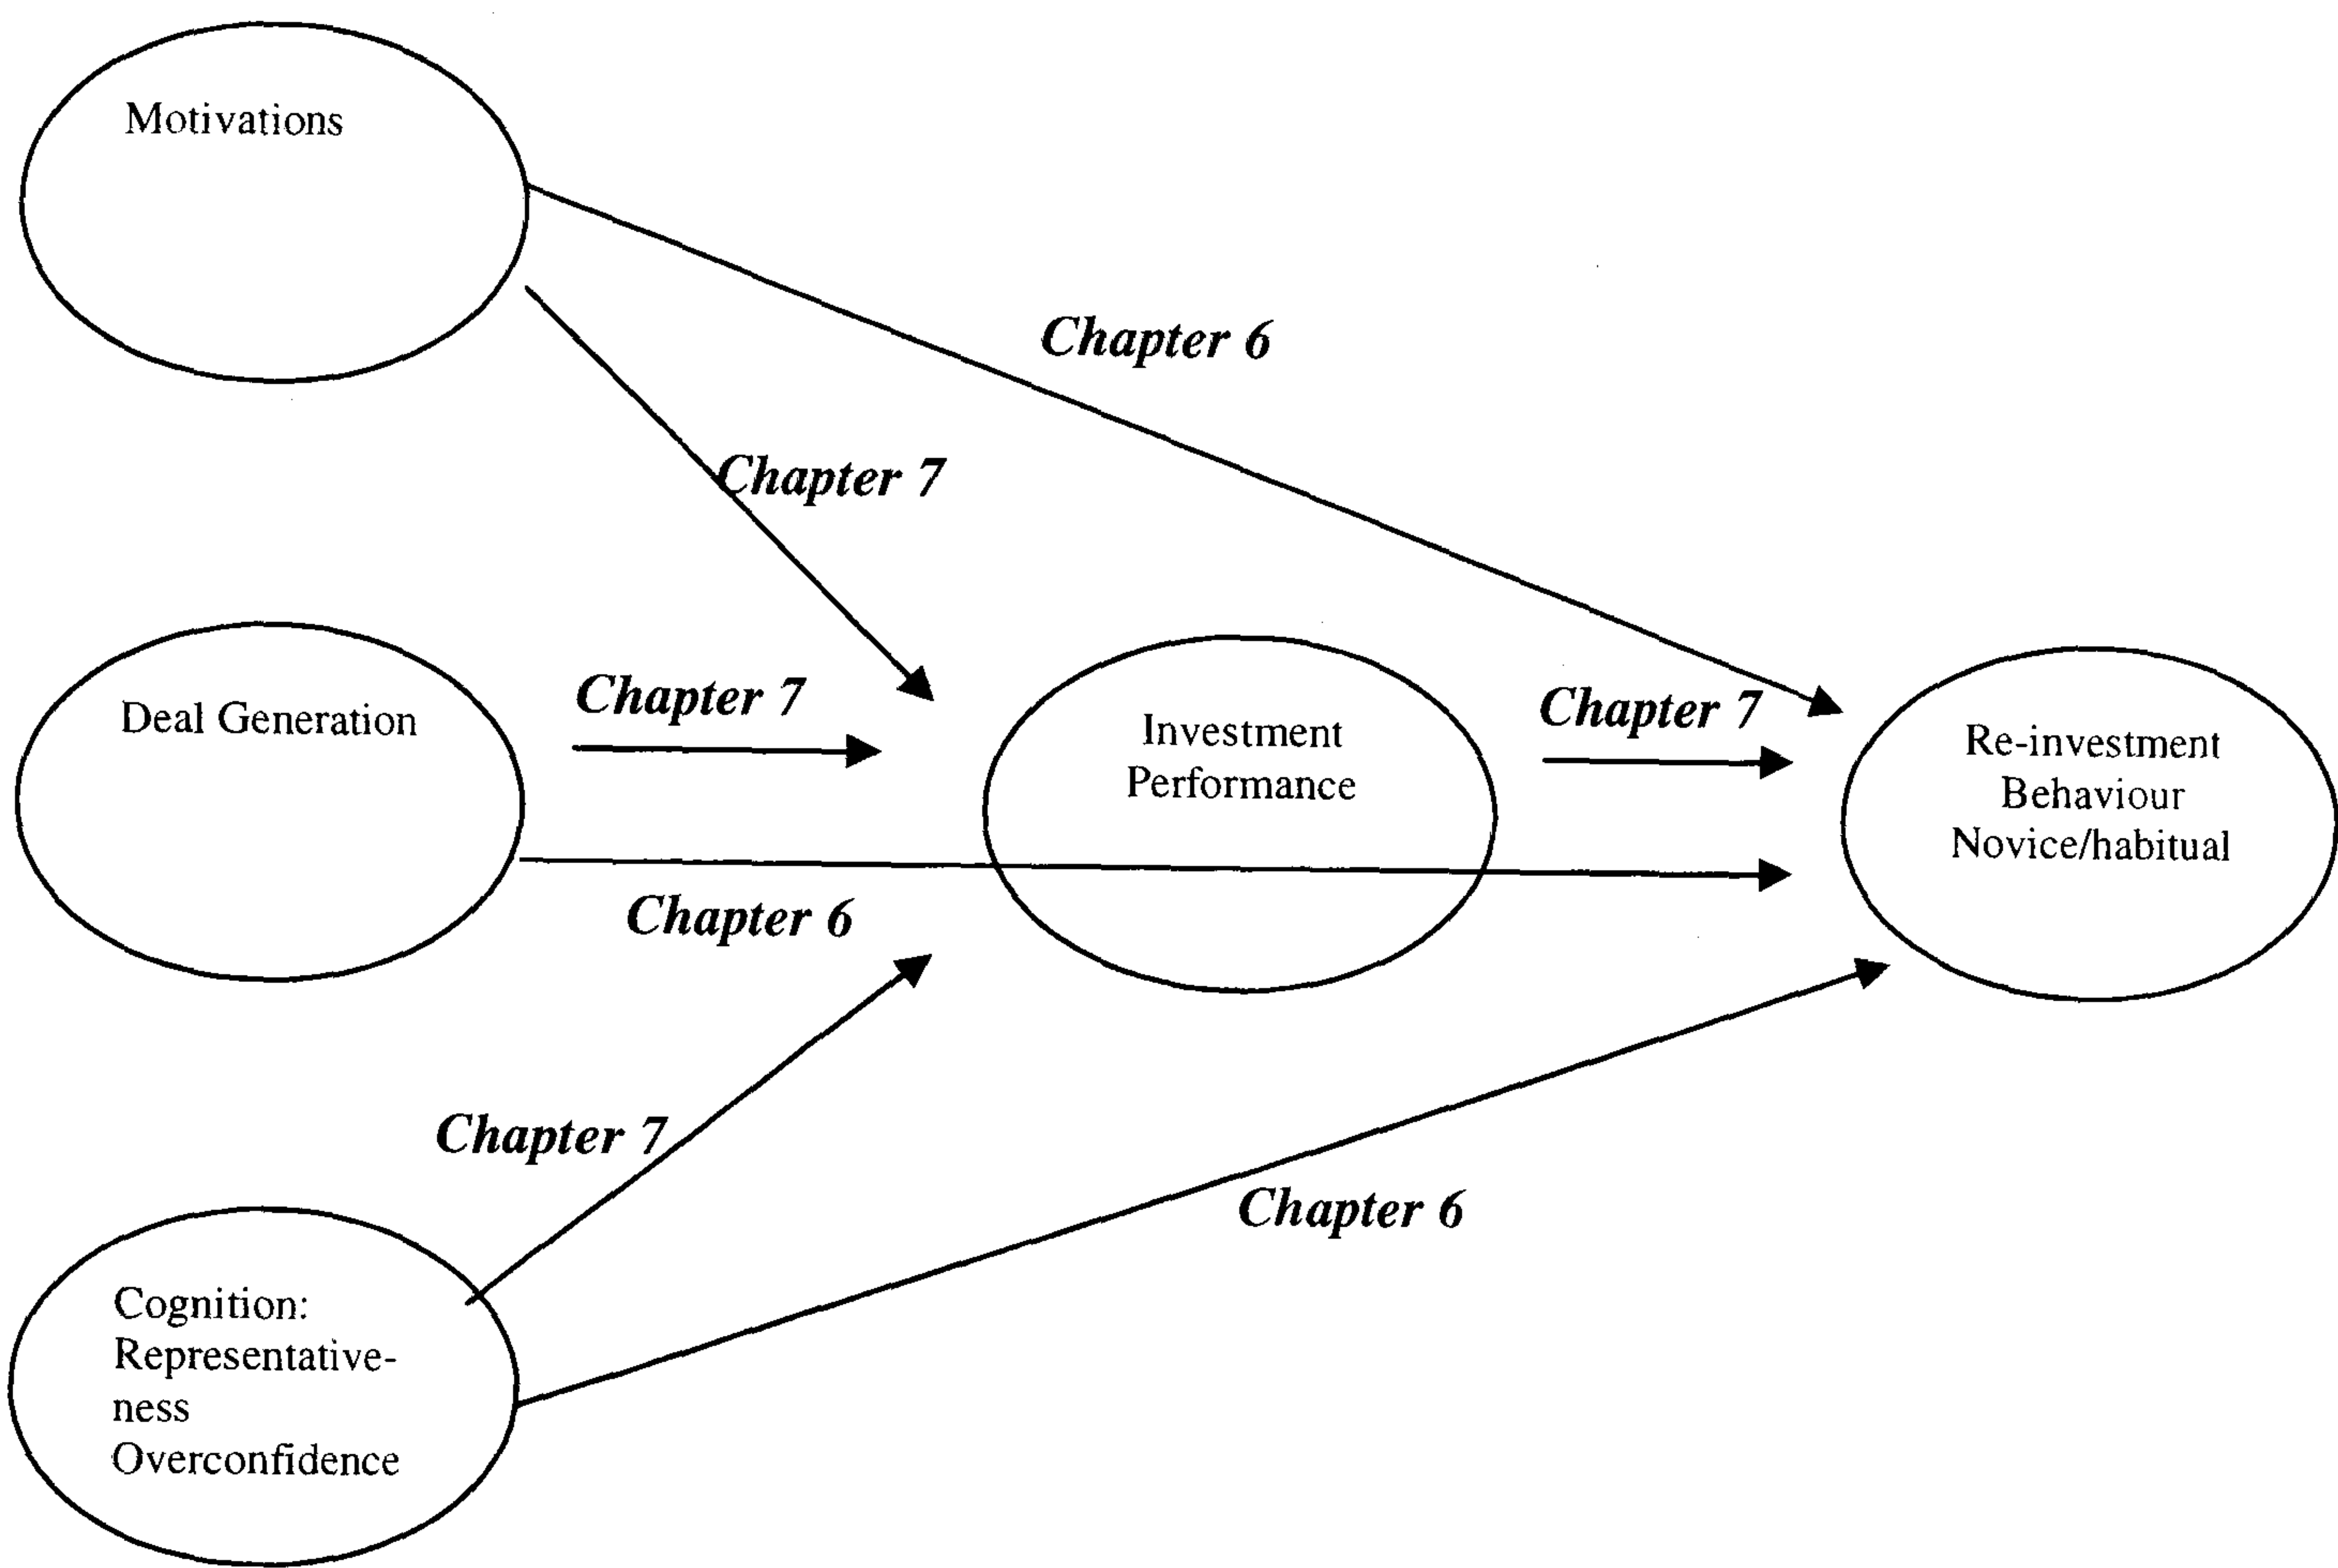 Motivations
Chapter 6
Chapter 7
Deal Generation
Chapter 7
Investment
Performance
Chapter 7
Re-investment
Behaviour
Novice/habitual
Chapter 6
Chapter 7
Chapter 6
Cognition:
Representative-
ness
Overconfidence